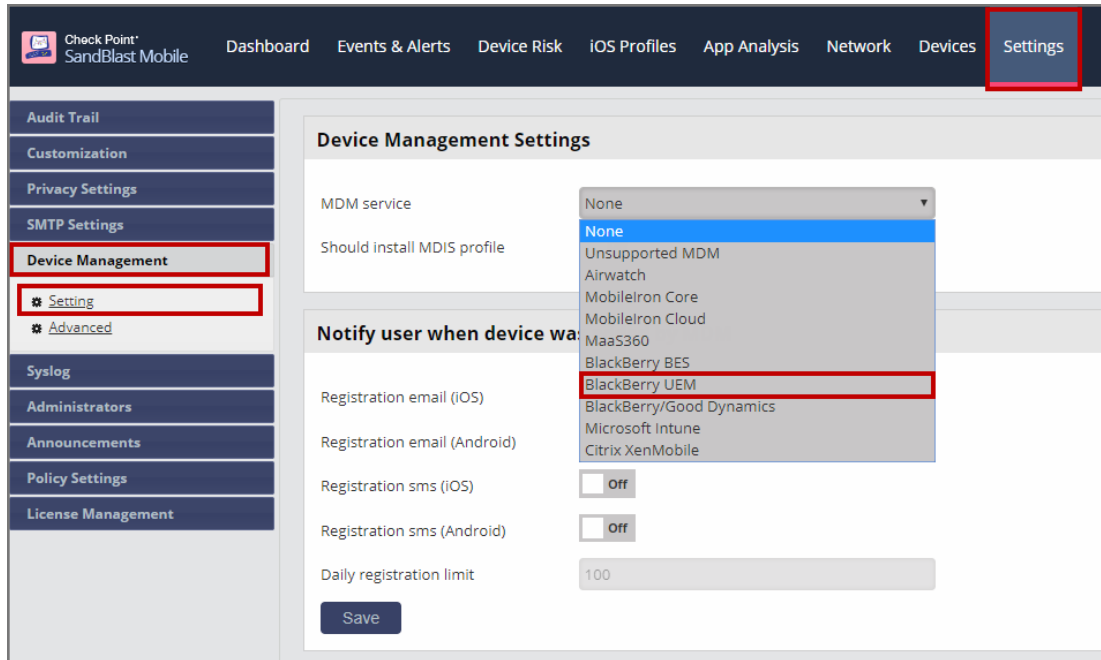 Check Point
SandBlast Mobile
Dashboard
Events & Alerts
Device Risk
iOS Profiles
App Analysis
Network
Devices
Settings
Audit Trail
Customization
Privacy Settings
SMTP Settings
Device Management
Setting
Advanced
Syslog
Administrators
Announcements
Policy Settings
License Management
Device Management Settings
MDM service
None
Should install MDIS profile
None
Unsupported MDM
Airwatch
MobileIron Core
MobileIron Cloud
MaaS360
BlackBerry BES
BlackBerry UEM
BlackBerry/Good Dynamics
Microsoft Intune
Citrix XenMobile
Notify user when device wa
Registration email (iOS)
Registration email (Android)
Registration sms (iOS)
Off
Registration sms (Android)
Off
Daily registration limit
100
Save